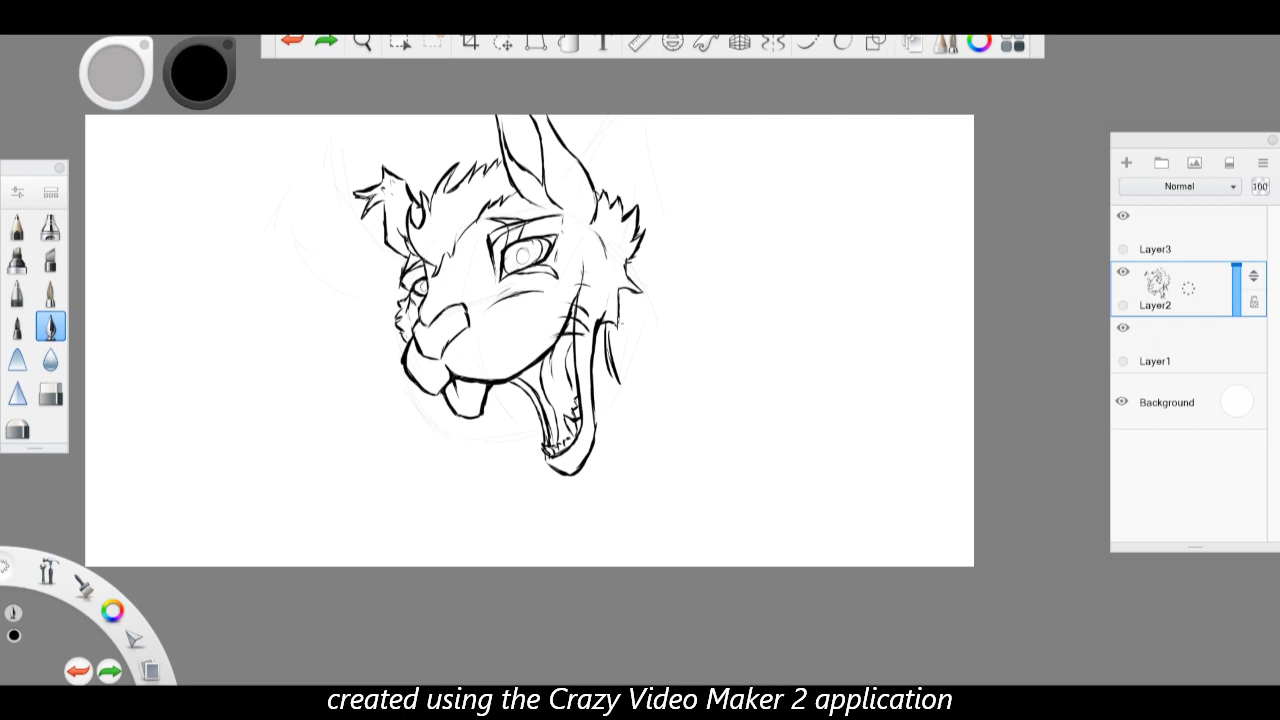 Normal
100
Layer3
Layer2
Layer1
Background
created using the Crazy Video Maker 2 application